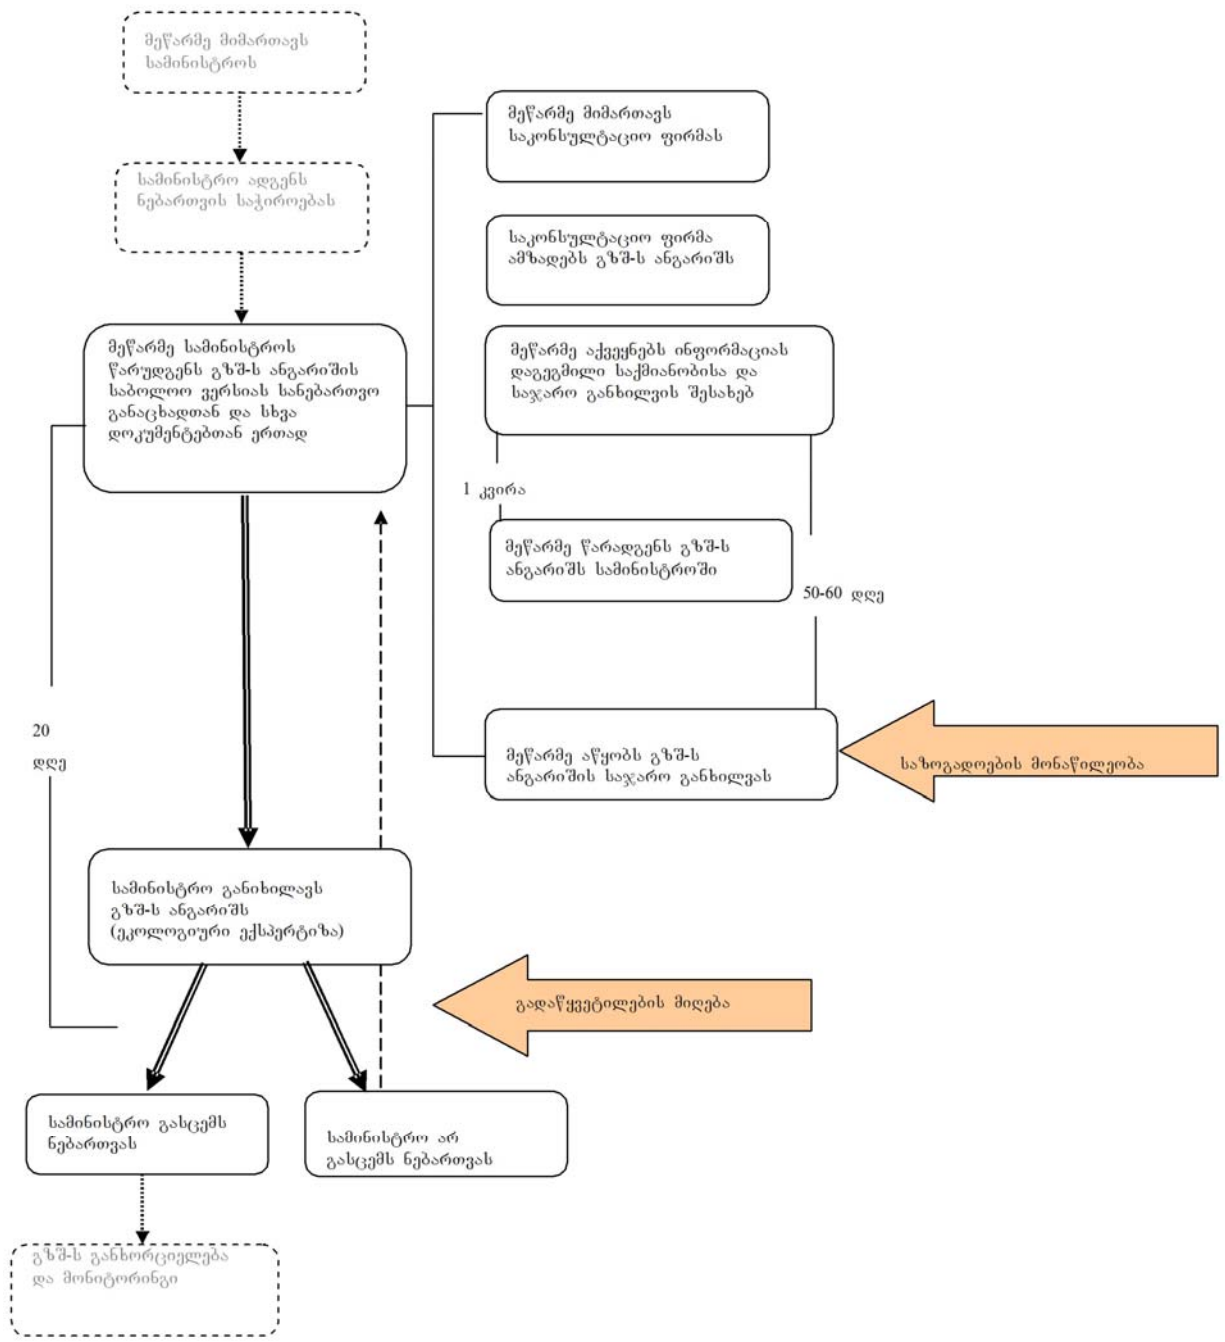 მეწარმე მიმართავს
სამინისტროს
სამინისტრო ადგენს
ნებართვის საჭიროებას
მეწარმე სამინისტროს
წარუდგენს გზშ-ს ანგარიშის
საბოლოო ვერსიას სანებართვო
განაცხადთან და სხვა
დოკუმენტებთან ერთად
მეწარმე მიმართავს
საკონსულტაციო ფირმას
საკონსულტაციო ფირმა
ამზადებს გზშ-ს ანგარიშს
მეწარმე აქვეყნებს ინფორმაციას
დაგეგმილი საქმიანობისა და
საჯარო განხილვის შესახებ
1 კვირა
მეწარმე წარადგენს გზშ-ს
ანგარიშს სამინისტროში
50-60 დღე
მეწარმე აწყობს გზშ-ს
ანგარიშის საჯარო განხილვას
საზოგადოების მონაწილეობა
20
დღე
სამინისტრო განიხილავს
გზშ-ს ანგარიშს
(ეკოლოგიური ექსპერტიზა)
გადაწყვეტილების მიღება
სამინისტრო გასცემს
ნებართვას
სამინისტრო არ
გასცემს ნებართვას
გზშ-ს განხორციელება
და მონიტორინგი